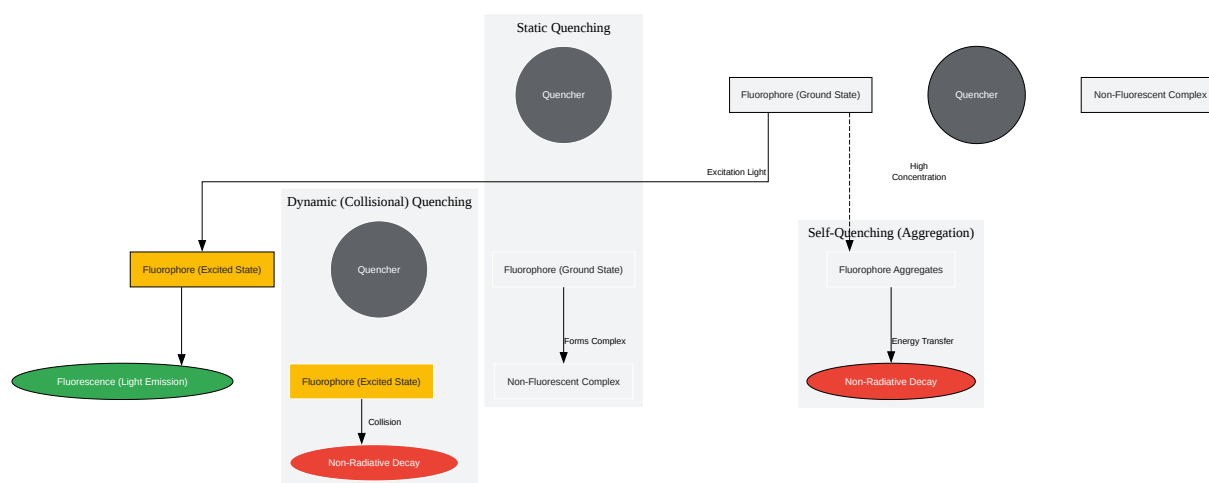 Static Quenching
Quencher
Fluorophore (Ground State)
Quencher
Non-Fluorescent Complex
Excitation Light
High
Concentration
Dynamic (Collisional) Quenching
Self-Quenching (Aggregation)
Fluorophore (Excited State)
Quencher
Fluorophore (Ground State)
Fluorophore Aggregates
Forms Complex
Energy Transfer
Fluorescence (Light Emission)
Fluorophore (Excited State)
Non-Fluorescent Complex
Non-Radiative Decay
Collision
Non-Radiative Decay